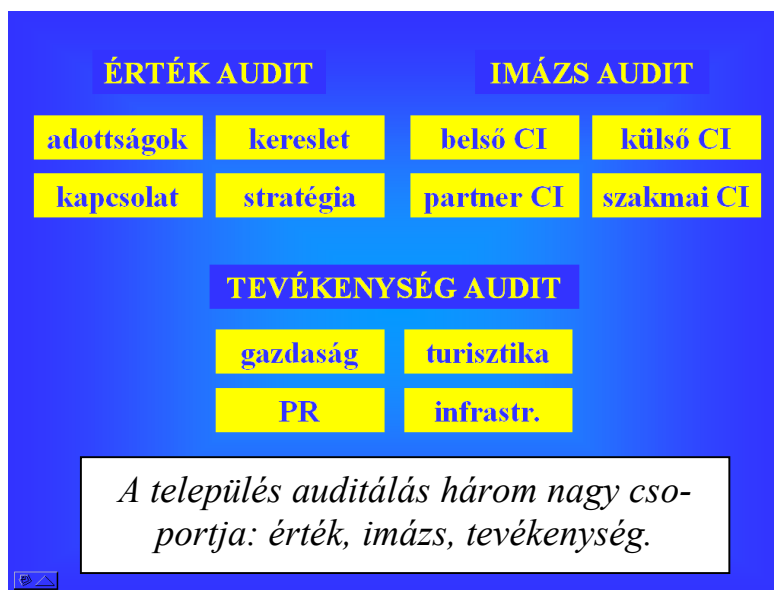 ÉRTÉK AUDIT
IMÁZS AUDIT
adottságok kereslet
belső CI külső CI
kapcsolat stratégia
partner CI szakmai CI
TEVÉKENYSÉG AUDIT
gazdaság turisztika
PR infrastr.
A település auditálás három nagy cso-
portja: érték, imázs, tevékenység.